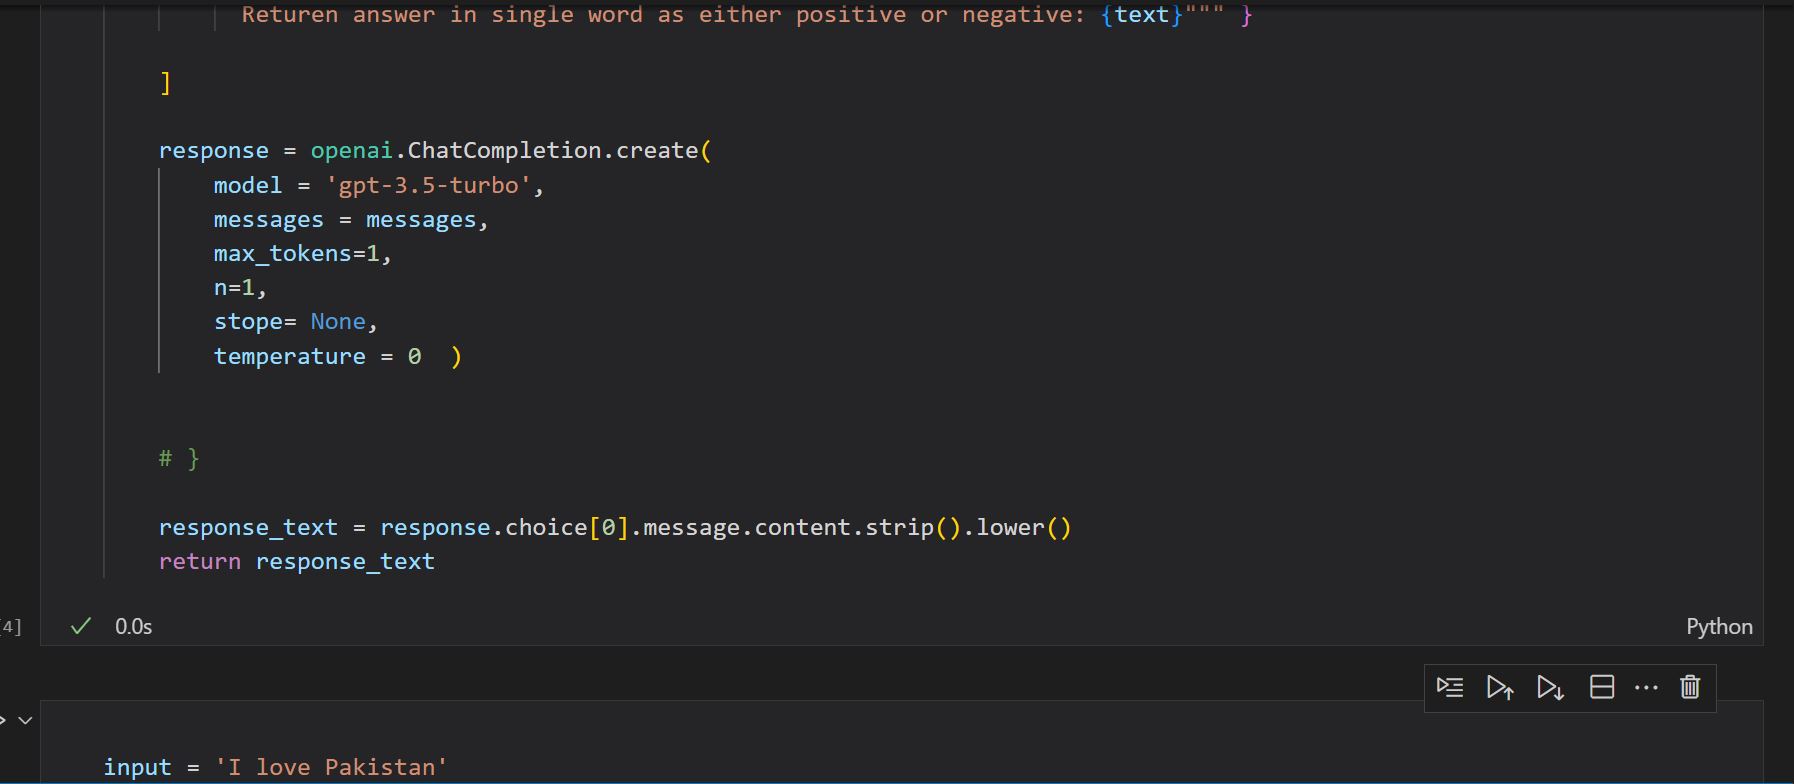 Returen answer in single word as either positive or negative: {text}""" }
]
response = openai.ChatCompletion.create(
model = 'gpt-3.5-turbo',
messages = messages,
max_tokens=1,
n=1,
stope= None,
temperature = 0  )
# }
response_text = response.choice[0].message.content.strip().lower()
return response_text
4]
0.0s
Python
input = 'I love Pakistan'